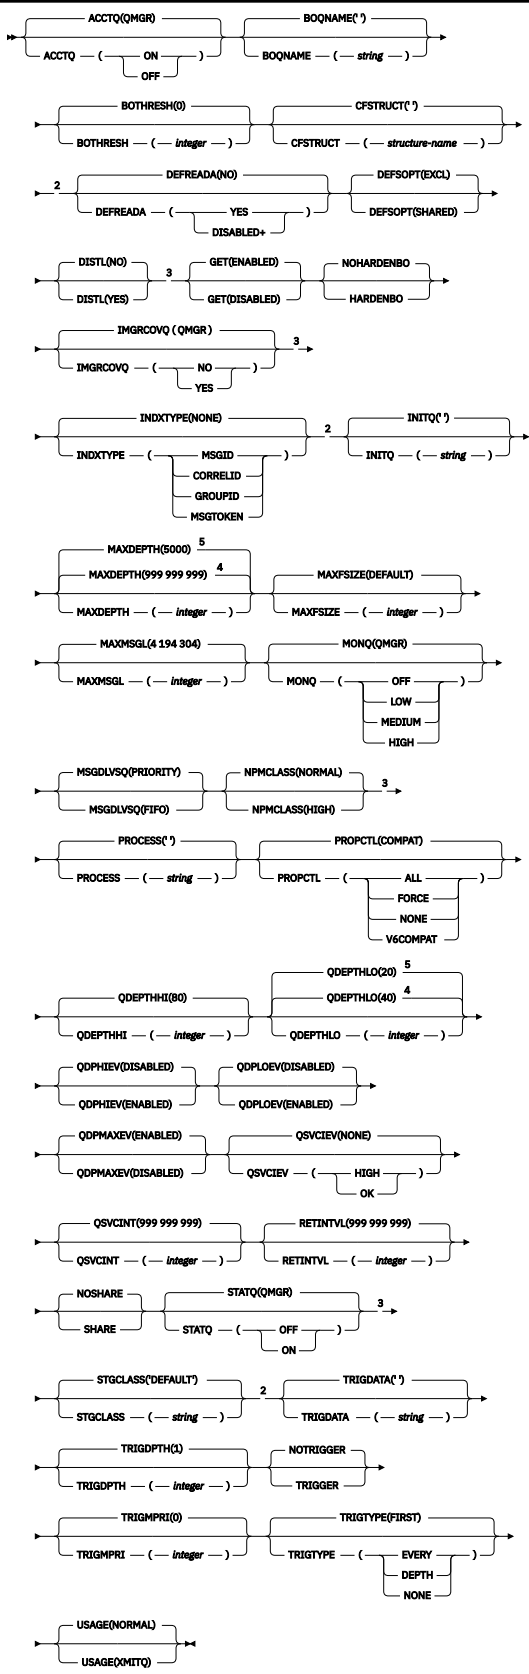 ACCTQ(QMGR) BOQNAME(' ')
ACCTQ ( ON ) BOQNAME ( string )
OFF
BOTHRESH(0) CFSTRUCT(' ')
BOTHRESH ( integer ) CFSTRUCT ( structure-name )
2 DEFREADA(NO) DEFSOPT(EXCL)
DEFREADA ( YES ) DEFSOPT(SHARED)
DISABLED+
DISTL(NO) 3 GET(ENABLED) NOHARDENBO
DISTL(YES) GET(DISABLED) HARDENBO
IMGRCOVQ ( QMGR ) 3
IMGRCOVQ ( NO )
YES
INDXTYPE(NONE) 2 INITQ(' ')
INDXTYPE ( MSGID ) INITQ ( string )
CORRELID
GROUPID
MSGTOKEN
MAXDEPTH(5000) 5
MAXDEPTH(999 999 999) 4 MAXFSIZE(DEFAULT)
MAXDEPTH ( integer ) MAXFSIZE ( integer )
MAXMSGL(4 194 304) MONQ(QMGR)
MAXMSGL ( integer ) MONQ ( OFF )
LOW
MEDIUM
HIGH
MSGDLVSQ(PRIORITY) NPMCLASS(NORMAL) 3
MSGDLVSQ(FIFO) NPMCLASS(HIGH)
PROCESS(' ') PROPCTL(COMPAT)
PROCESS ( string ) PROPCTL ( ALL )
FORCE
NONE
V6COMPAT
QDEPTHLO(20) 5
QDEPTHHI(80) QDEPTHLO(40) 4
QDEPTHHI ( integer ) QDEPTHLO ( integer )
QDPHIEV(DISABLED) QDPLOEV(DISABLED)
QDPHIEV(ENABLED) QDPLOEV(ENABLED)
QDPMAXEV(ENABLED) QSVCIEV(NONE)
QDPMAXEV(DISABLED) QSVCIEV ( HIGH )
OK
QSVCINT(999 999 999) RETINTVL(999 999 999)
QSVCINT ( integer ) RETINTVL ( integer )
NOSHARE STATQ(QMGR) 3
SHARE STATQ ( OFF )
ON
STGCLASS('DEFAULT') 2 TRIGDATA(' ')
STGCLASS ( string ) TRIGDATA ( string )
TRIGDPTH(1) NOTRIGGER
TRIGDPTH ( integer ) TRIGGER
TRIGMPRI(0) TRIGTYPE(FIRST)
TRIGMPRI ( integer ) TRIGTYPE ( EVERY )
DEPTH
NONE
USAGE(NORMAL)
USAGE(XMITQ)